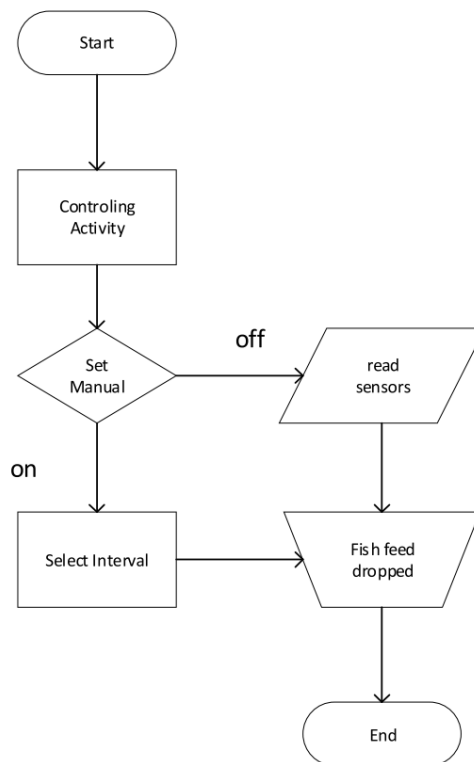 Start
Controling
Activity
Set
Manual
off
read
sensors
on
Select Interval
Fish feed
dropped
End